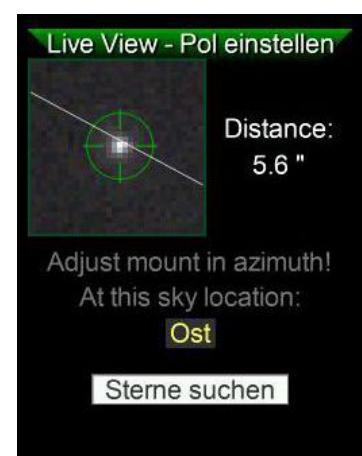 Live View - Pol einstellen
Distance:
5.6 "
Adjust mount in azimuth!
At this sky location:
Ost
Sterne suchen